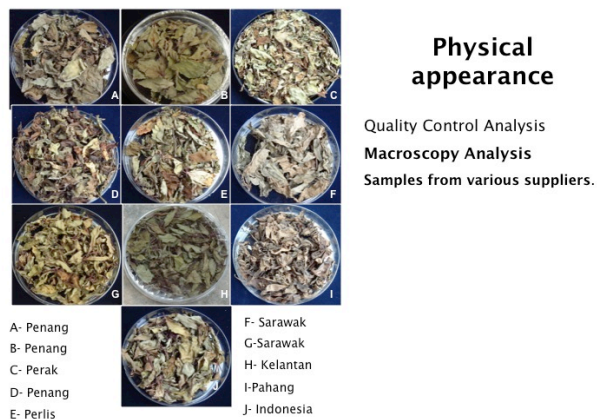 Physical
appearance
Quality Control Analysis
Macroscopy Analysis
Samples from various suppliers.
A
B
C
D
E
F
G
H
I
J
A- Penang
B- Penang
C- Perak
D- Penang
E- Perlis
F- Sarawak
G-Sarawak
H- Kelantan
I-Pahang
J- Indonesia